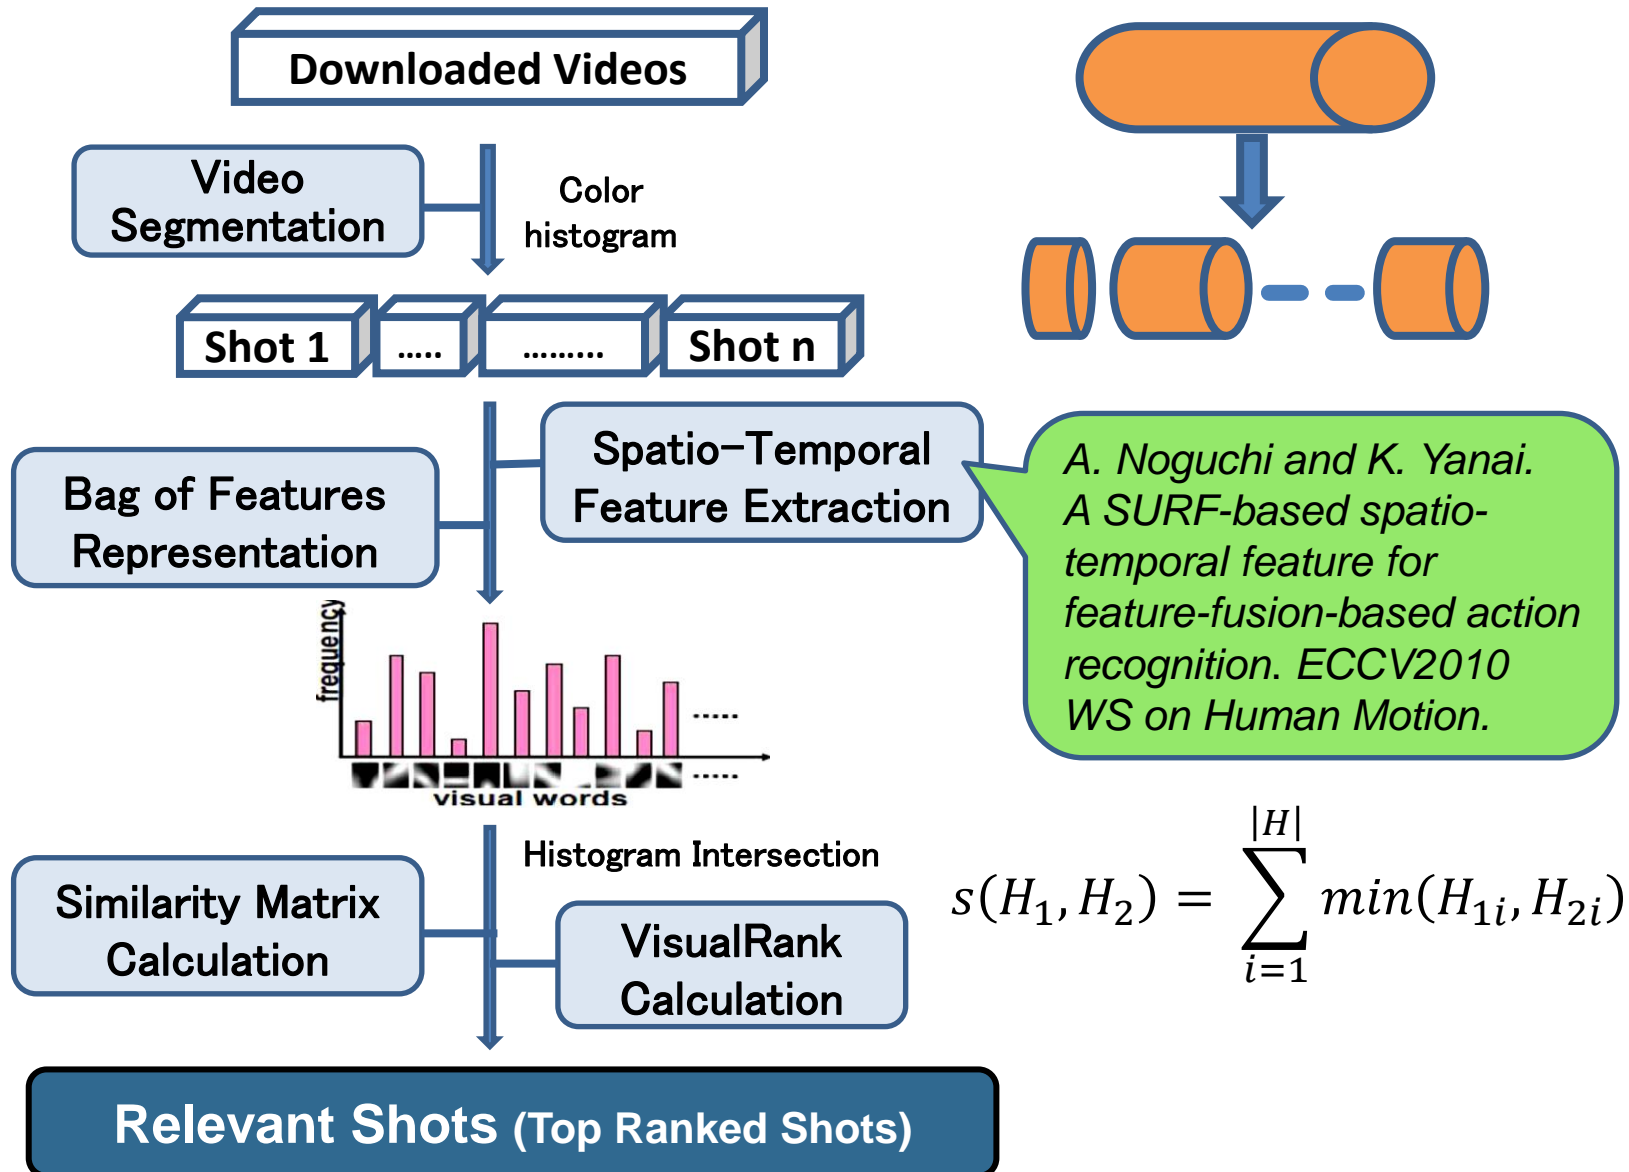 Downloaded Videos
Video
Segmentation
Color
histogram
Shot 1
.....
.........
Shot n
Spatio-Temporal
Feature Extraction
Bag of Features
Representation
A. Noguchi and K. Yanai.
A SURF-based spatio-
temporal feature for
feature-fusion-based action
recognition. ECCV2010
WS on Human Motion.
frequency
.....
.....
visual words
Histogram Intersection
Similarity Matrix
Calculation
VisualRank
Calculation
s(H₁, H₂) = ∑_{i=1}^{|H|} min(H₁ᵢ, H₂ᵢ)
Relevant Shots (Top Ranked Shots)